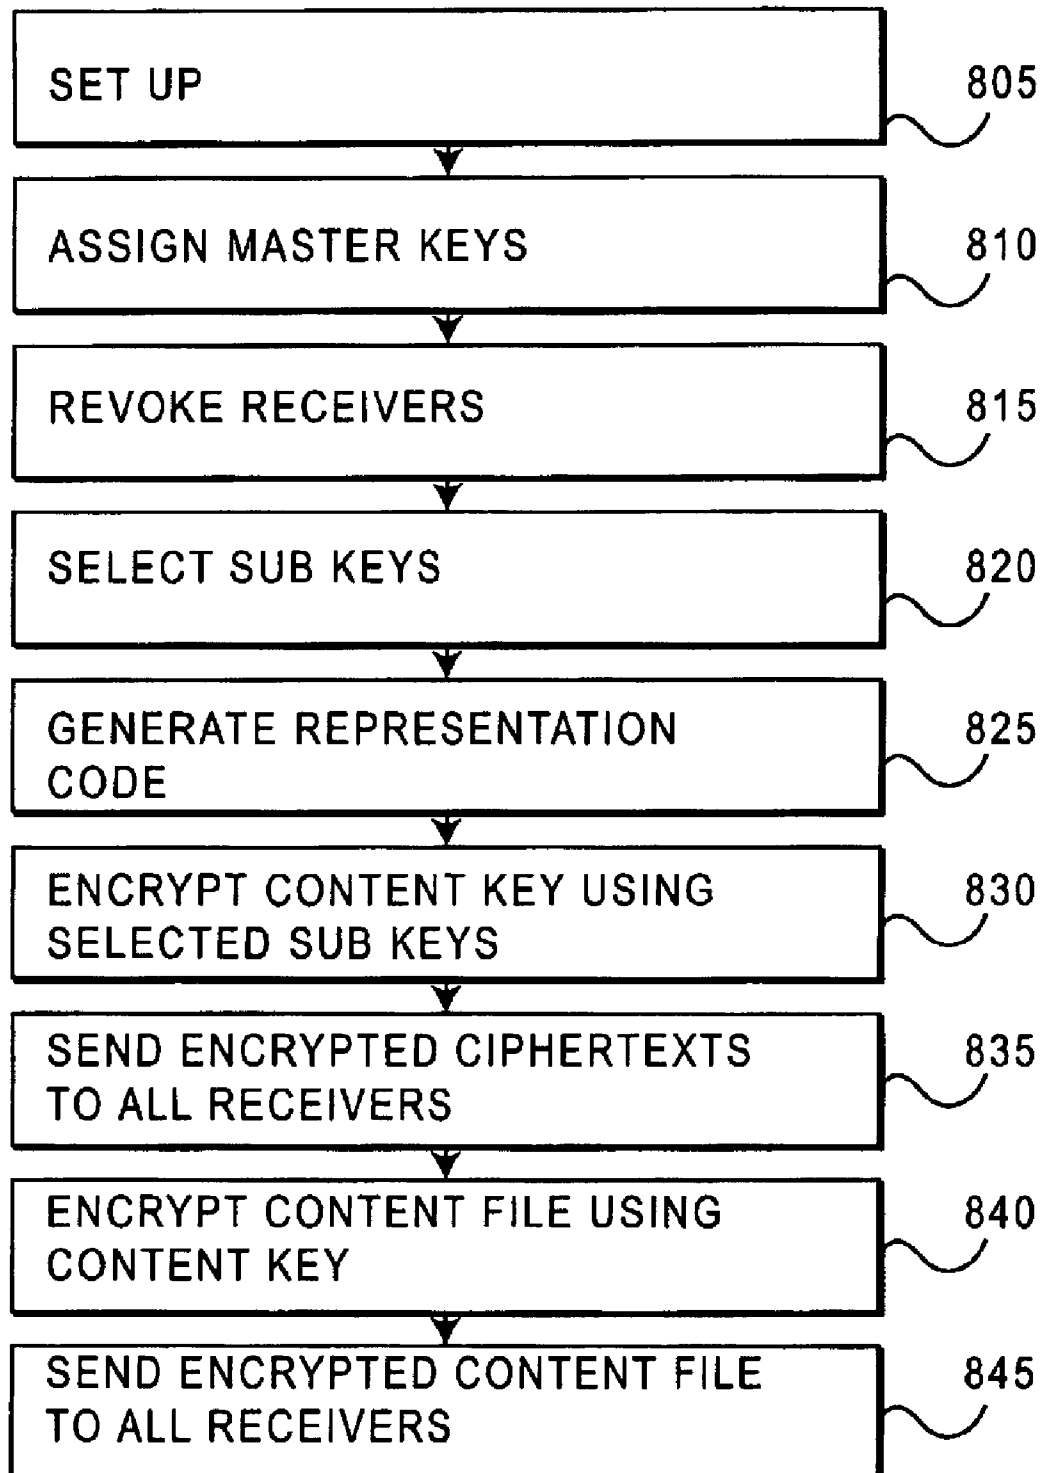 SET UP
805
ASSIGN MASTER KEYS
810
REVOKE RECEIVERS
815
SELECT SUB KEYS
820
GENERATE REPRESENTATION
CODE
825
ENCRYPT CONTENT KEY USING
SELECTED SUB KEYS
830
SEND ENCRYPTED CIPHERTEXTS
TO ALL RECEIVERS
835
ENCRYPT CONTENT FILE USING
CONTENT KEY
840
SEND ENCRYPTED CONTENT FILE
TO ALL RECEIVERS
845